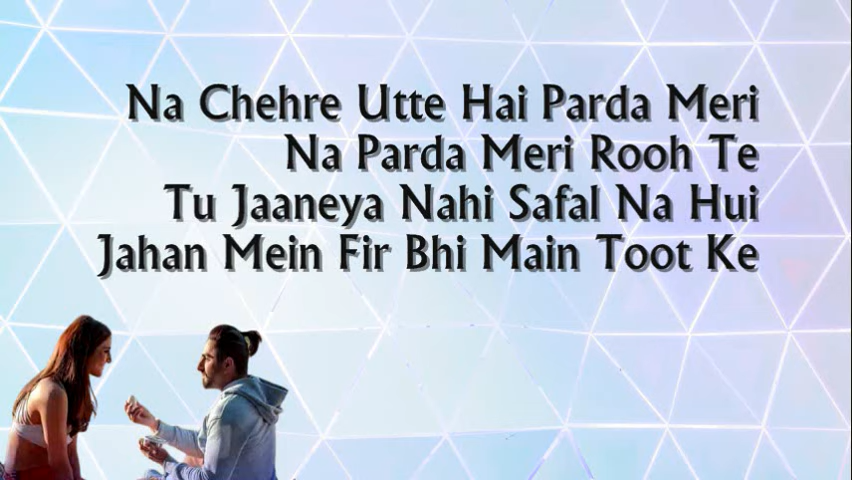 Na Chehre Utte Hai Parda Meri
Na Parda Meri Rooh Te
Tu Jaaneya Nahi Safal Na Hui
Jahan Mein Fir Bhi Main Toot Ke